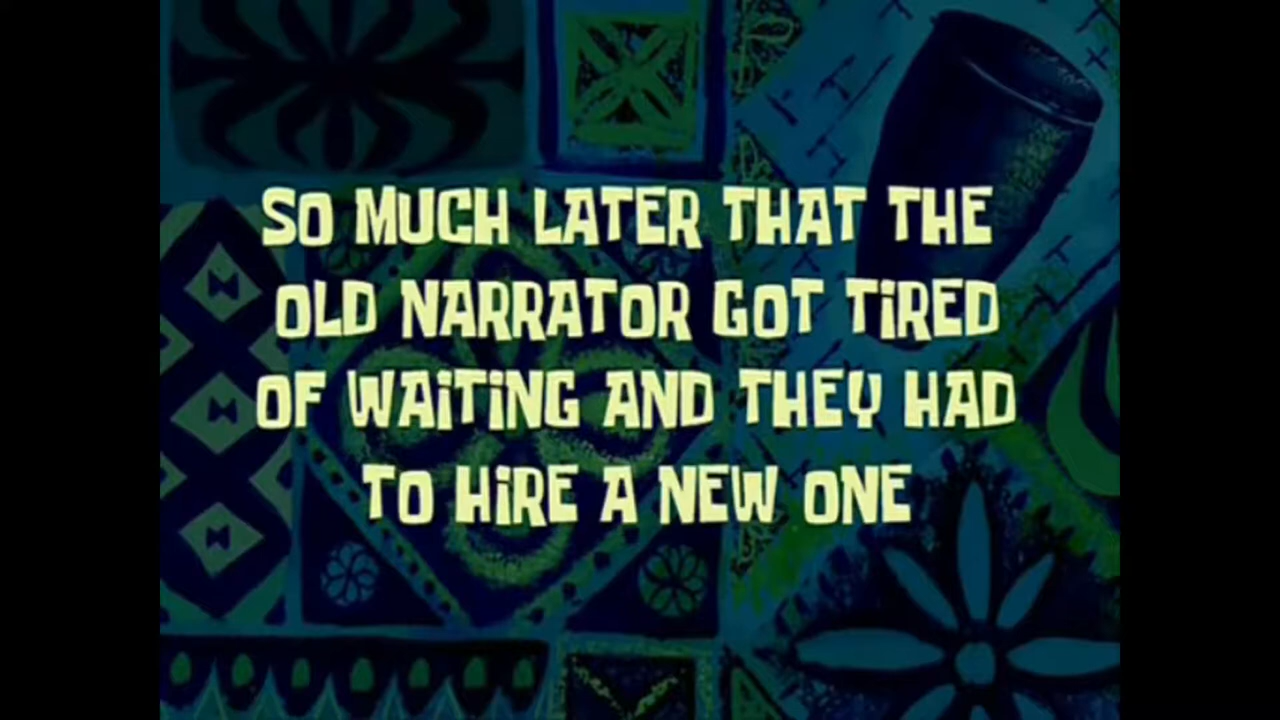 SO MUCH LATER THAT THE
OLD NARRATOR GOT TiRED
OF WAiTiNG AND THEY HAD
TO HiRE A NEW ONE